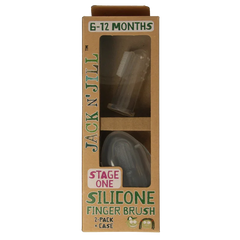 6-12 MONTHS
JACK N' JILL
STAGE
ONE
SILICONE
FINGER BRUSH
2-PACK
+ CASE